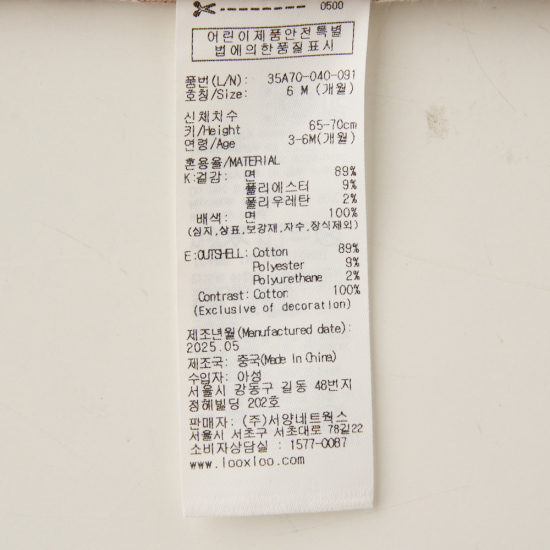 0500
어린이제품안전특별
법에의한품질표시
품번(L/N): 35A70-040-091
호칭/Size: 6 M (개월)
신체치수
키/Height 65-70cm
연령/Age 3-6M(개월)
혼용율/MATERIAL
K:겉감: 면 89%
폴리에스터 9%
폴리우레탄 2%
배색: 면 100%
(심지,상표,보강재,자수,장식제외)
E:OUTSHELL: Cotton 89%
Polyester 9%
Polyurethane 2%
Contrast: Cotton 100%
(Exclusive of decoration)
제조년월(Manufactured date):
2025.05
제조국: 중국(Made In China)
수입자: 아성
서울시 강동구 길동 48번지
정혜빌딩 202호
판매자: (주)서양네트웍스
서울시 서초구 서초대로 78길22
소비자상담실 : 1577-0087
www.looxloo.com